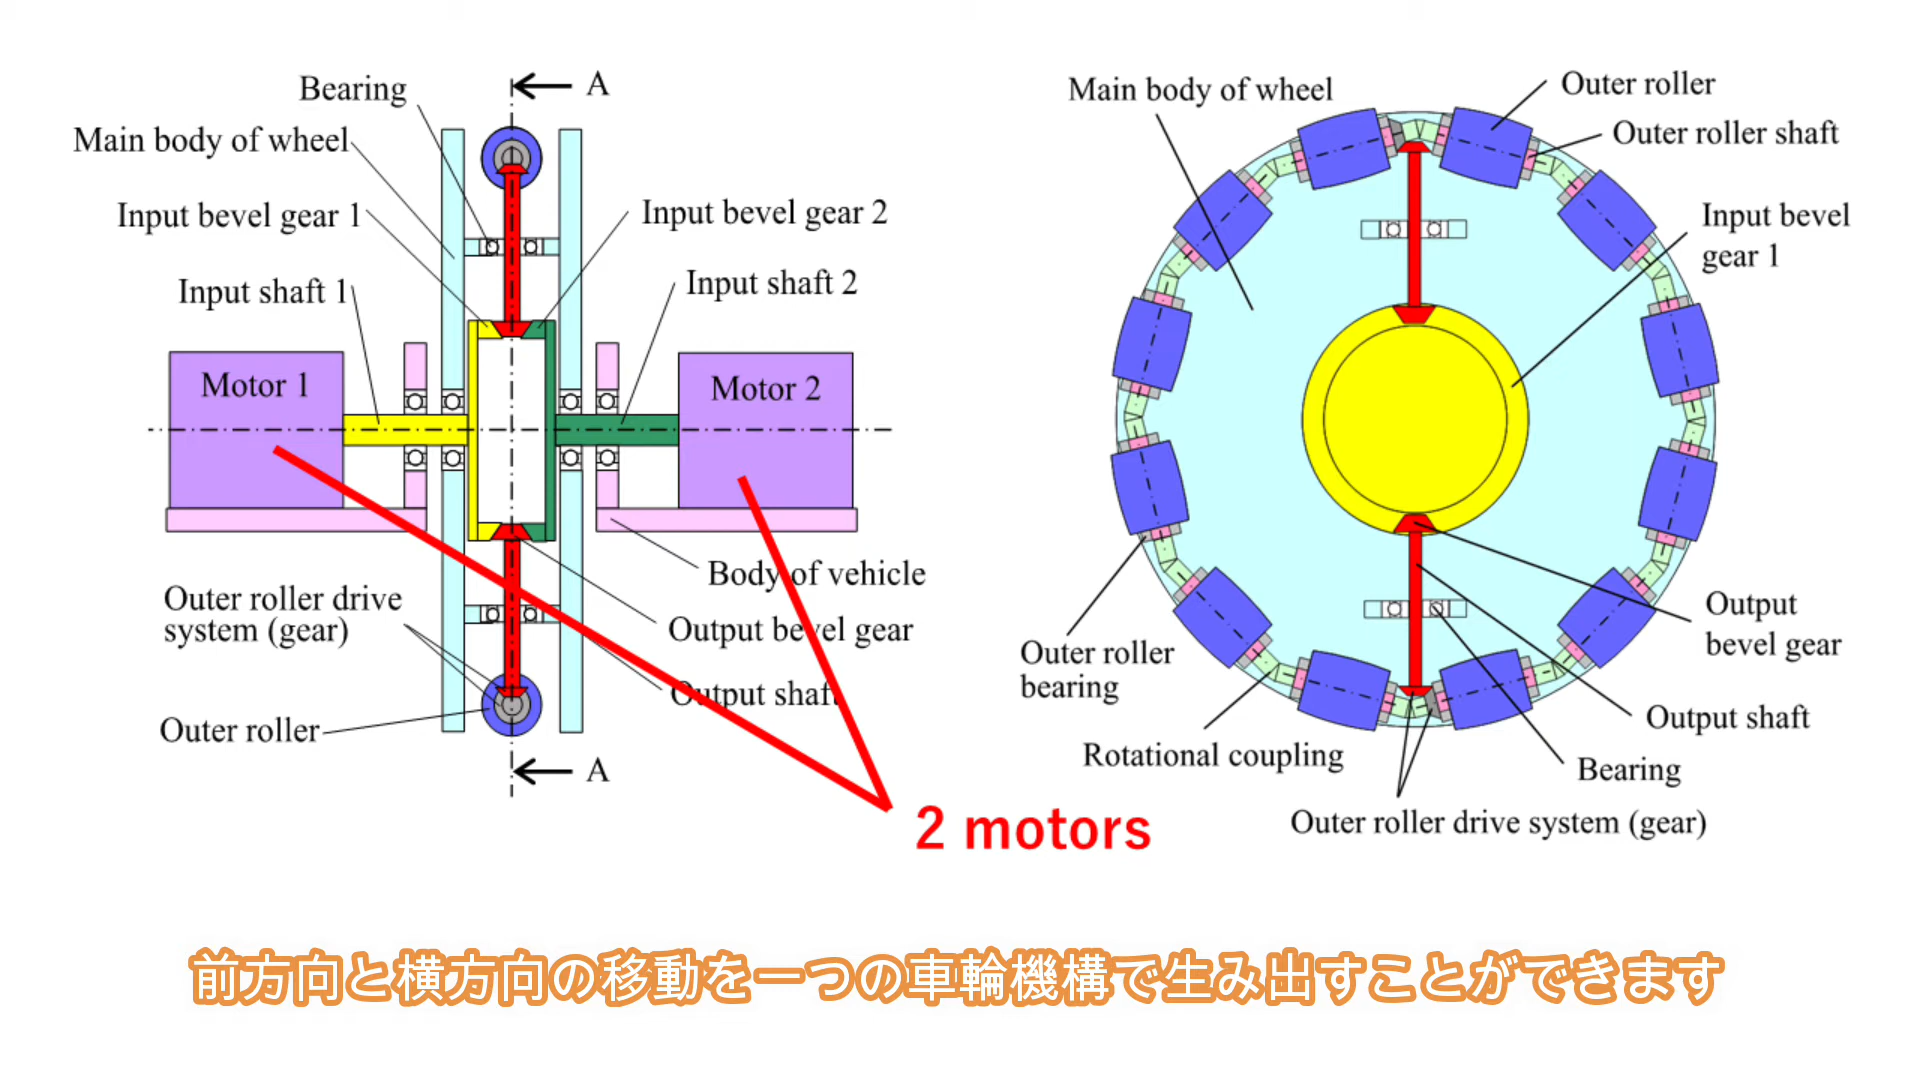 Bearing
A
Main body of wheel
Input bevel gear 1
Input bevel gear 2
Input shaft 1
Input shaft 2
Motor 1
Motor 2
Body of vehicle
Outer roller drive
system (gear)
Output bevel gear
Output shaft
Outer roller
A
2 motors
Main body of wheel
Outer roller
Outer roller shaft
Input bevel
gear 1
Output
bevel gear
Outer roller
bearing
Output shaft
Rotational coupling
Bearing
Outer roller drive system (gear)
前方向と横方向の移動を一つの車輪機構で生み出すことができます